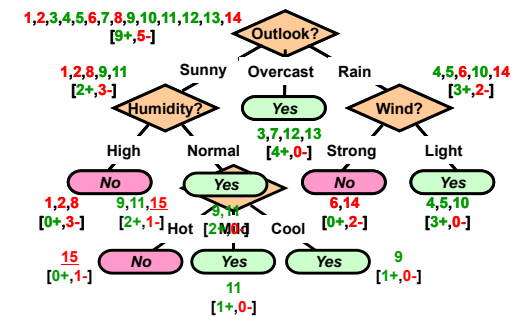 1,2,3,4,5,6,7,8,9,10,11,12,13,14
[9+,5-]
Outlook?
1,2,8,9,11
[2+,3-]
Sunny
Overcast
Rain
4,5,6,10,14
[3+,2-]
Humidity?
Yes
Wind?
3,7,12,13
[4+,0-]
High
Normal
Strong
Light
No
Yes
No
Yes
1,2,8
[0+,3-]
9,11,15
[2+,1-]
9,11
6,14
[0+,2-]
4,5,10
[3+,0-]
Hot
Mild
Cool
15
[0+,1-]
No
Yes
Yes
9
[1+,0-]
11
[1+,0-]